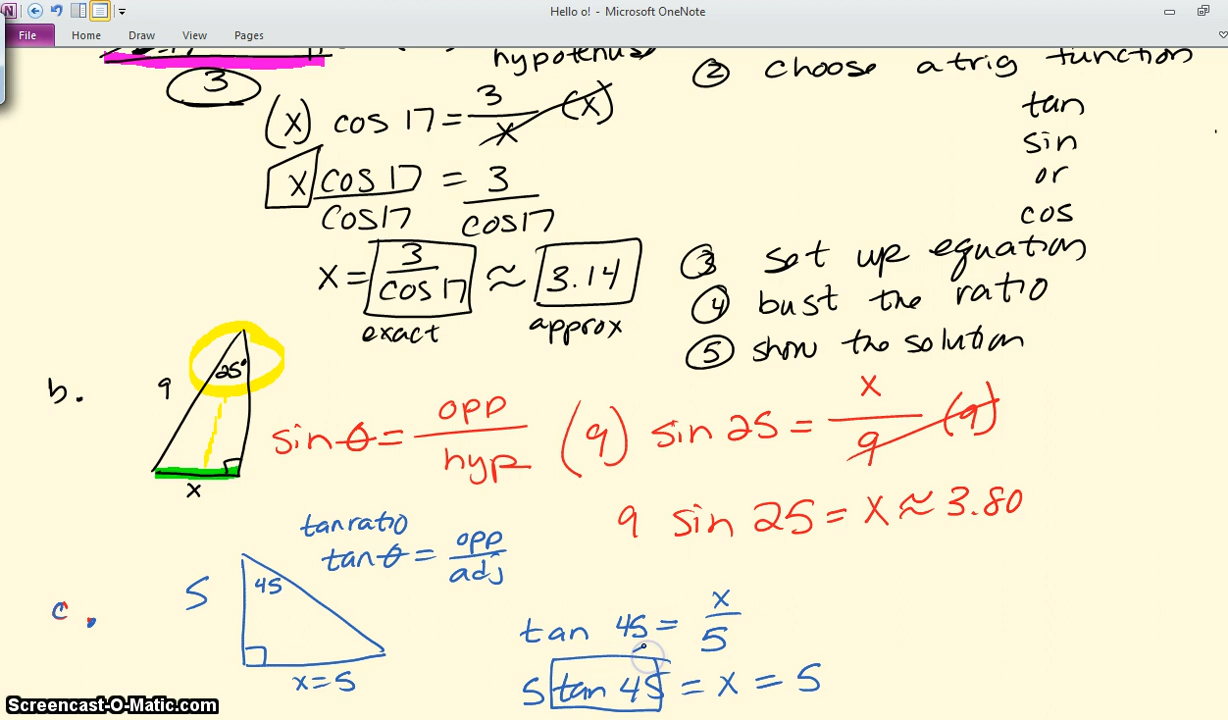 Hello o! - Microsoft OneNote
File Home Draw View Pages
hypotenuse
3
② choose a trig function
tan
sin
or
cos
(x) cos 17 = 3/x (x)
x cos 17 / cos 17 = 3 / cos 17
x = 3 / cos 17 ≈ 3.14
exact approx
③ set up equation
④ bust the ratio
⑤ show the solution
b.
9
25°
x
sin θ = opp / hyp
(9) sin 25 = x/9 (9)
9 sin 25 = x ≈ 3.80
c.
5
45
x = 5
tan ratio
tan θ = opp / adj
tan 45 = x/5
5 tan 45 = x = 5
Screencast-O-Matic.com